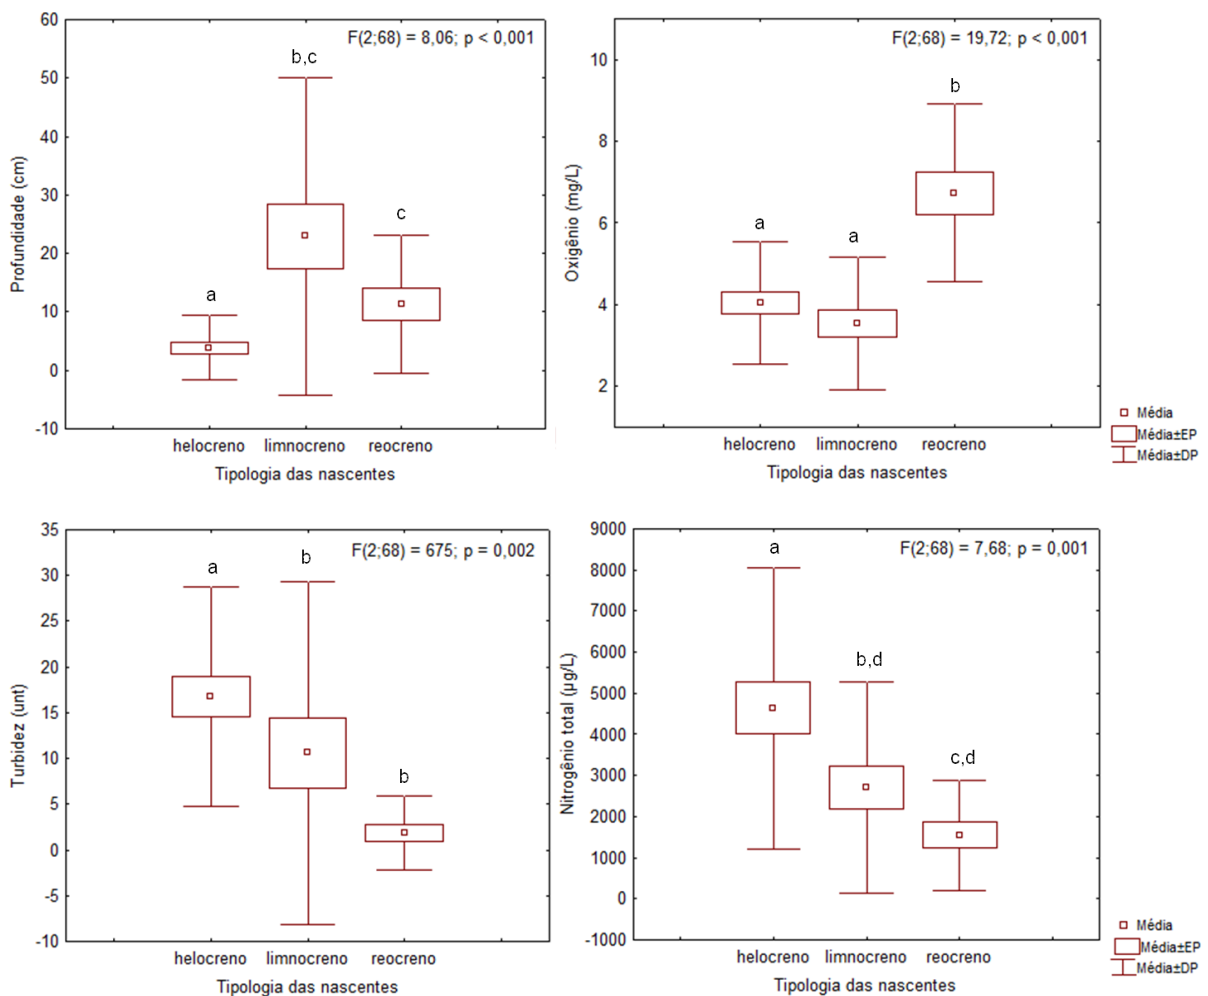 60
50
40
30
20
10
0
-10
Profundidade (cm)
F(2;68) = 8,06; p < 0,001
a
b,c
c
helocreno limnocreno reocreno
Tipologia das nascentes
10
8
6
4
2
Oxigênio (mg/L)
F(2;68) = 19,72; p < 0,001
a
a
b
helocreno limnocreno reocreno
Tipologia das nascentes
Média
Média±EP
Média±DP
35
30
25
20
15
10
5
0
-5
-10
Turbidez (unt)
F(2;68) = 675; p = 0,002
a
b
b
helocreno limnocreno reocreno
Tipologia das nascentes
9000
8000
7000
6000
5000
4000
3000
2000
1000
0
-1000
Nitrogênio total (µg/L)
F(2;68) = 7,68; p = 0,001
a
b,d
c,d
helocreno limnocreno reocreno
Tipologia das nascentes
Média
Média±EP
Média±DP